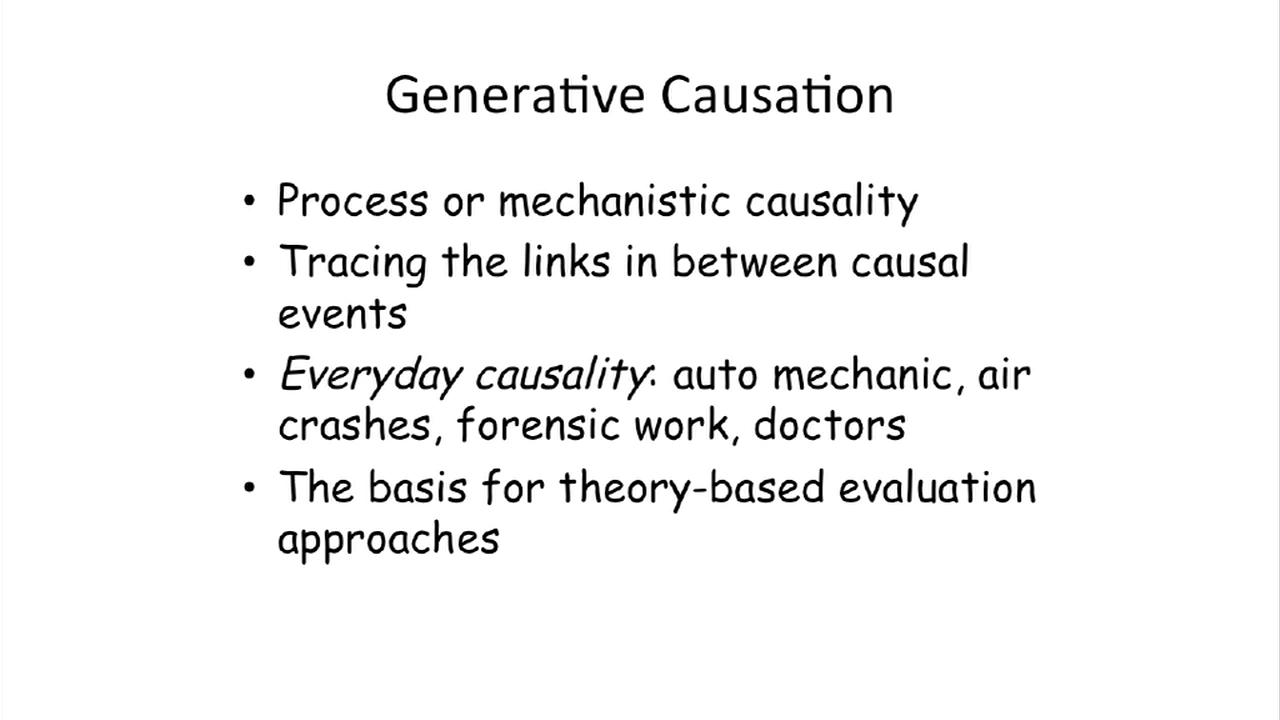 Generative Causation
• Process or mechanistic causality
• Tracing the links in between causal
events
• Everyday causality: auto mechanic, air
crashes, forensic work, doctors
• The basis for theory-based evaluation
approaches